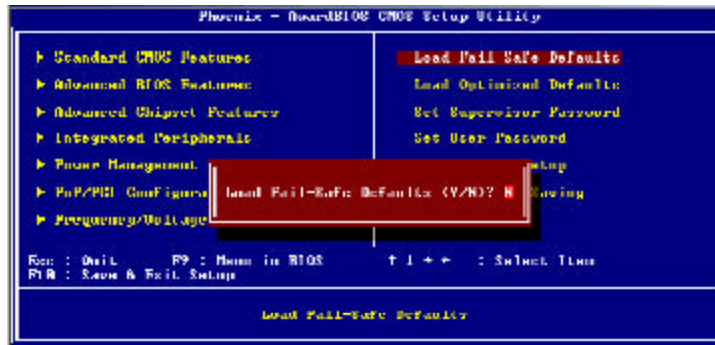 Phoenix - AwardBIOS CMOS Setup Utility
▶ Standard CMOS Features
▶ Advanced BIOS Features
▶ Advanced Chipset Features
▶ Integrated Peripherals
▶ Power Management
▶ PnP/PCI Configura
▶ Frequency/Voltage
Load Fail Safe Defaults
Load Optimized Defaults
Set Supervisor Password
Set User Password
etup
Saving
Load Fail-Safe Defaults (Y/N)? N
Esc : Quit F9 : Menu in BIOS ↑ ↓ → ← : Select Item
F10 : Save & Exit Setup
Load Fail-Safe Defaults